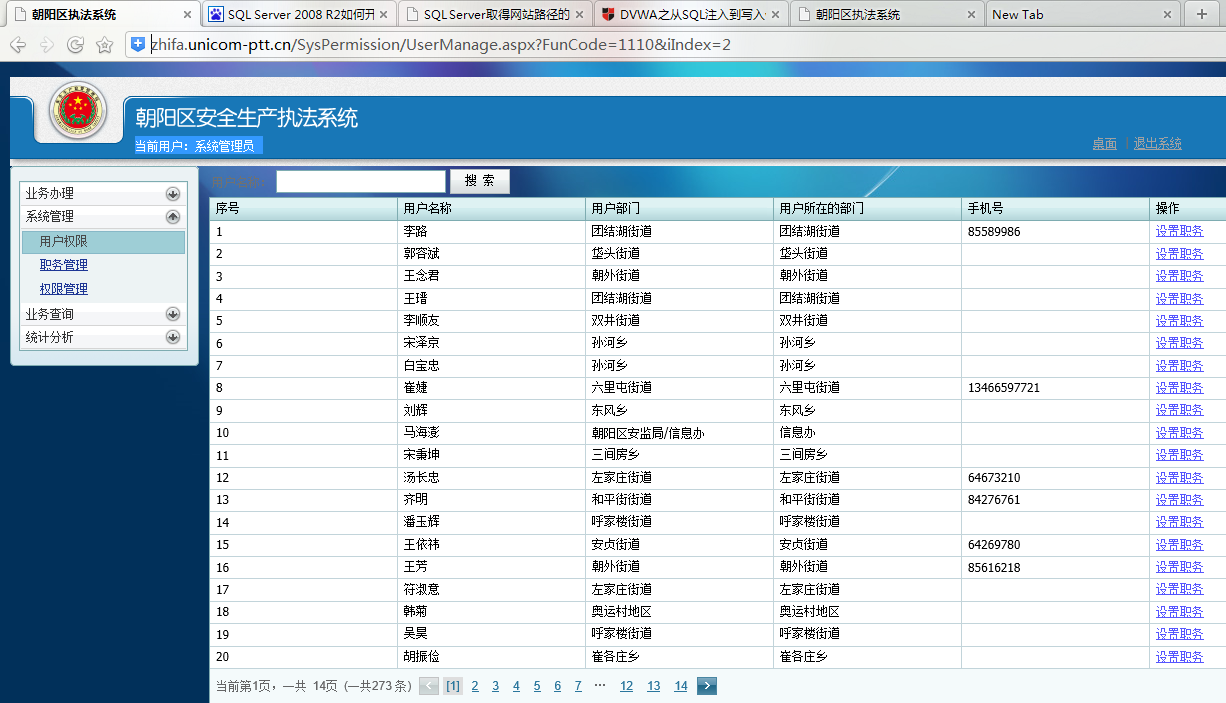 朝阳区执法系统
SQL Server 2008 R2如何开
SQL Server取得网站路径的
DVWA之从SQL注入到写入
朝阳区执法系统
New Tab
zhifa.unicom-ptt.cn/SysPermission/UserManage.aspx?FunCode=1110&iIndex=2
朝阳区安全生产执法系统
当前用户：系统管理员
桌面 | 退出系统
业务办理
系统管理
用户权限
职务管理
权限管理
业务查询
统计分析
搜 索
序号 用户名称 用户部门 用户所在的部门 手机号 操作
1 李路 团结湖街道 团结湖街道 85589986 设置职务
2 郭容斌 垡头街道 垡头街道 设置职务
3 王念君 朝外街道 朝外街道 设置职务
4 王瑨 团结湖街道 团结湖街道 设置职务
5 李顺友 双井街道 双井街道 设置职务
6 宋泽京 孙河乡 孙河乡 设置职务
7 白宝忠 孙河乡 孙河乡 设置职务
8 崔婕 六里屯街道 六里屯街道 13466597721 设置职务
9 刘辉 东风乡 东风乡 设置职务
10 马海澎 朝阳区安监局/信息办 信息办 设置职务
11 宋秉坤 三间房乡 三间房乡 设置职务
12 汤长忠 左家庄街道 左家庄街道 64673210 设置职务
13 齐明 和平街街道 和平街街道 84276761 设置职务
14 潘玉辉 呼家楼街道 呼家楼街道 设置职务
15 王依祎 安贞街道 安贞街道 64269780 设置职务
16 王芳 朝外街道 朝外街道 85616218 设置职务
17 符淑意 左家庄街道 左家庄街道 设置职务
18 韩菊 奥运村地区 奥运村地区 设置职务
19 吴昊 呼家楼街道 呼家楼街道 设置职务
20 胡振俭 崔各庄乡 崔各庄乡 设置职务
当前第1页，一共 14页 (一共273条) < [1] 2 3 4 5 6 7 ... 12 13 14 >